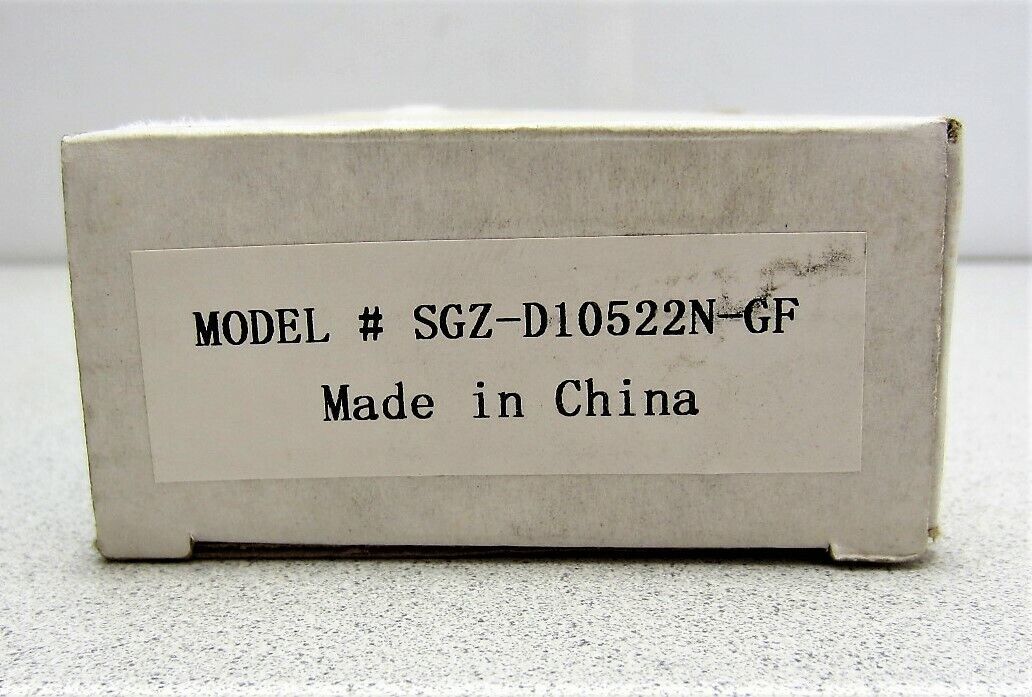 MODEL # SGZ-D10522N-GF
Made in China